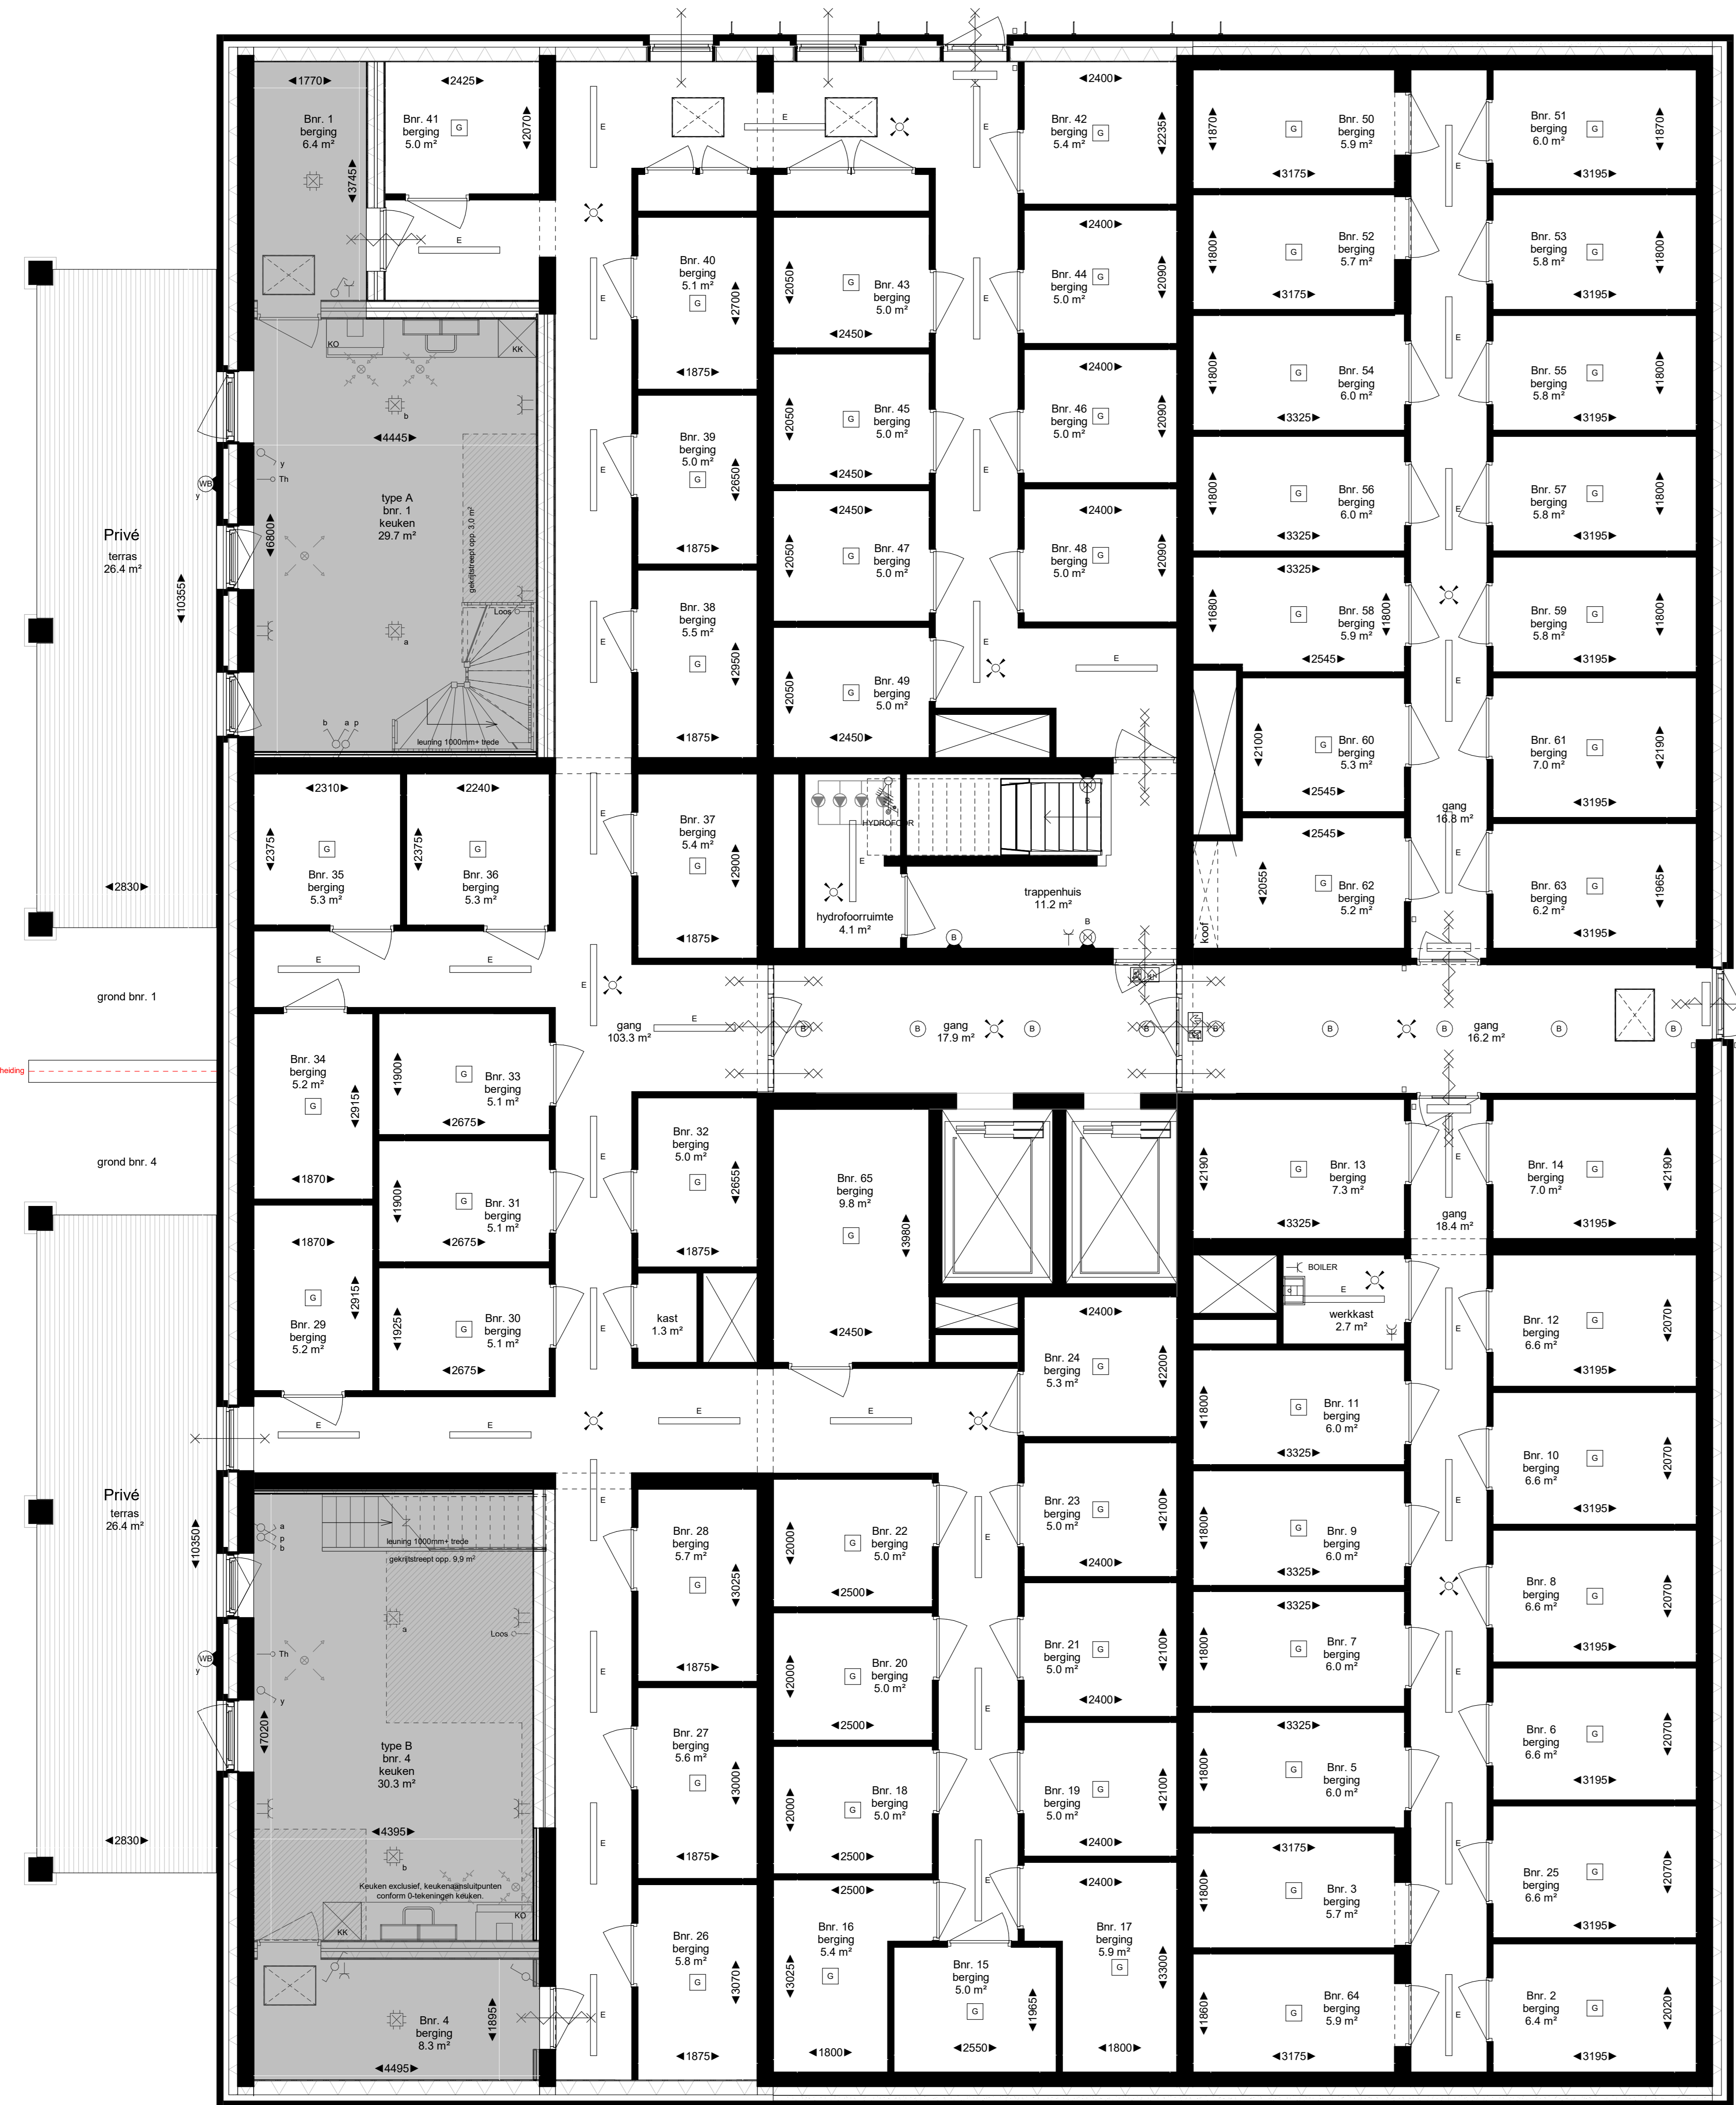 1770
Bnr. 1
berging
6.4 m²
3745
2425
Bnr. 41
berging
5.0 m²
G
2070
E
E
E
E
2400
Bnr. 42
berging
5.4 m²
G
2235
1870
G
Bnr. 50
berging
5.9 m²
3175
E
Bnr. 51
berging
6.0 m²
G
1870
3195
Bnr. 40
berging
5.1 m²
G
2700
1875
E
2050
G
Bnr. 43
berging
5.0 m²
2450
E
2400
Bnr. 44
berging
5.0 m²
G
2090
1800
G
Bnr. 52
berging
5.7 m²
3175
Bnr. 53
berging
5.8 m²
G
1800
3195
KO
KK
b
4445
y
Th
WB
y
type A
bnr. 1
keuken
29.7 m²
6800
gekrijtstreept opp. 3,0 m²
Loos
a
b
a p
leuning 1000mm+ trede
Privé
terras
26.4 m²
10355
2830
Bnr. 39
berging
5.0 m²
G
2650
1875
E
2050
G
Bnr. 45
berging
5.0 m²
2450
E
2400
Bnr. 46
berging
5.0 m²
G
2090
1800
G
Bnr. 54
berging
6.0 m²
3325
E
Bnr. 55
berging
5.8 m²
G
1800
3195
Bnr. 38
berging
5.5 m²
G
2950
1875
E
2450
2050
G
Bnr. 47
berging
5.0 m²
2400
Bnr. 48
berging
5.0 m²
G
2090
1800
G
Bnr. 56
berging
6.0 m²
3325
E
Bnr. 57
berging
5.8 m²
G
1800
3195
2050
G
Bnr. 49
berging
5.0 m²
2450
E
E
3325
1680
G
Bnr. 58
berging
5.9 m²
1800
2545
E
Bnr. 59
berging
5.8 m²
G
1800
3195
2100
G
Bnr. 60
berging
5.3 m²
2545
gang
16.8 m²
Bnr. 61
berging
7.0 m²
G
2190
3195
2310
2375
G
Bnr. 35
berging
5.3 m²
2240
2375
G
Bnr. 36
berging
5.3 m²
E
Bnr. 37
berging
5.4 m²
G
2900
1875
HYDROFOOR
E
hydrofoorruimte
4.1 m²
B
trappenhuis
11.2 m²
B
B
koof
2545
2055
G
Bnr. 62
berging
5.2 m²
E
Bnr. 63
berging
6.2 m²
G
1965
3195
E
E
E
E
gang
103.3 m²
B
B
gang
17.9 m²
B
B
B
B
B
gang
16.2 m²
B
B
grond bnr. 1
heiding
grond bnr. 4
Bnr. 34
berging
5.2 m²
G
2915
1870
1900
G
Bnr. 33
berging
5.1 m²
2675
1900
G
Bnr. 31
berging
5.1 m²
2675
E
Bnr. 32
berging
5.0 m²
G
2655
1875
Bnr. 65
berging
9.8 m²
G
3980
2450
2190
G
Bnr. 13
berging
7.3 m²
3325
E
gang
18.4 m²
Bnr. 14
berging
7.0 m²
G
2190
3195
1870
G
2915
Bnr. 29
berging
5.2 m²
1925
G
Bnr. 30
berging
5.1 m²
2675
E
kast
1.3 m²
2400
Bnr. 24
berging
5.3 m²
G
2200
BOILER
E
werkkast
2.7 m²
Bnr. 12
berging
6.6 m²
G
2070
3195
E
E
E
E
1800
G
Bnr. 11
berging
6.0 m²
3325
E
Bnr. 10
berging
6.6 m²
G
2070
3195
Privé
terras
26.4 m²
10350
a
p
b
leuning 1000mm+ trede
gekrijtstreept opp. 9,9 m²
a
Loos
Th
WB
y
y
7020
type B
bnr. 4
keuken
30.3 m²
4395
b
Keuken exclusief, keukenaansluitpunten
conform 0-tekeningen keuken.
KK
KO
2830
E
Bnr. 28
berging
5.7 m²
G
3025
1875
2000
G
Bnr. 22
berging
5.0 m²
2500
E
Bnr. 23
berging
5.0 m²
G
2100
2400
1800
G
Bnr. 9
berging
6.0 m²
3325
E
Bnr. 8
berging
6.6 m²
G
2070
3195
E
2000
G
Bnr. 20
berging
5.0 m²
2500
E
Bnr. 21
berging
5.0 m²
G
2100
2400
3325
1800
G
Bnr. 7
berging
6.0 m²
E
Bnr. 6
berging
6.6 m²
G
2070
3195
Bnr. 27
berging
5.6 m²
G
3000
1875
E
2000
G
Bnr. 18
berging
5.0 m²
2500
Bnr. 19
berging
5.0 m²
G
2100
2400
3325
1800
G
Bnr. 5
berging
6.0 m²
E
Bnr. 25
berging
6.6 m²
G
2070
3195
Bnr. 4
berging
8.3 m²
1895
4495
Bnr. 26
berging
5.8 m²
G
3070
1875
E
2500
Bnr. 16
berging
5.4 m²
G
3025
1800
E
Bnr. 15
berging
5.0 m²
G
1965
2550
2400
Bnr. 17
berging
5.9 m²
G
3300
1800
3175
1800
G
Bnr. 3
berging
5.7 m²
1860
G
Bnr. 64
berging
5.9 m²
3175
E
Bnr. 2
berging
6.4 m²
G
2020
3195